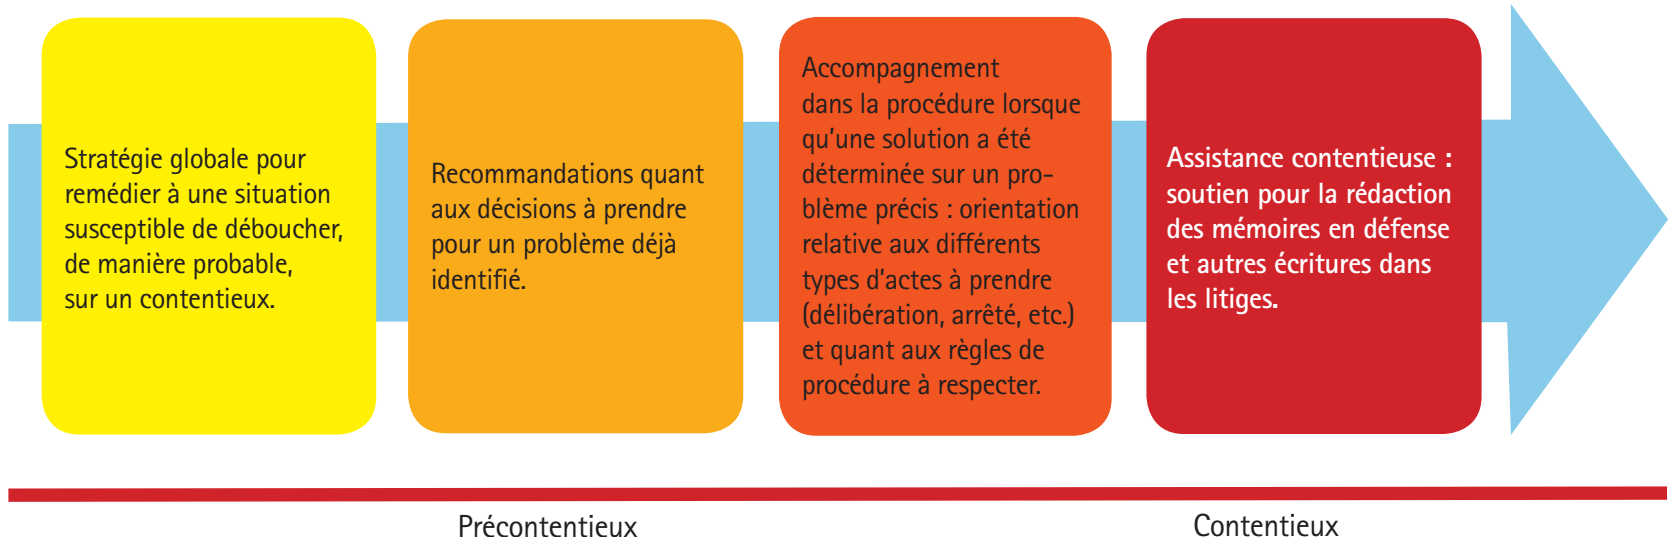 Stratégie globale pour
remédier à une situation
susceptible de déboucher,
de manière probable,
sur un contentieux.
Recommandations quant
aux décisions à prendre
pour un problème déjà
identifié.
Accompagnement
dans la procédure lorsque
qu'une solution a été
déterminée sur un pro-
blème précis : orientation
relative aux différents
types d'actes à prendre
(délibération, arrêté, etc.)
et quant aux règles de
procédure à respecter.
Assistance contentieuse :
soutien pour la rédaction
des mémoires en défense
et autres écritures dans
les litiges.
Précontentieux
Contentieux